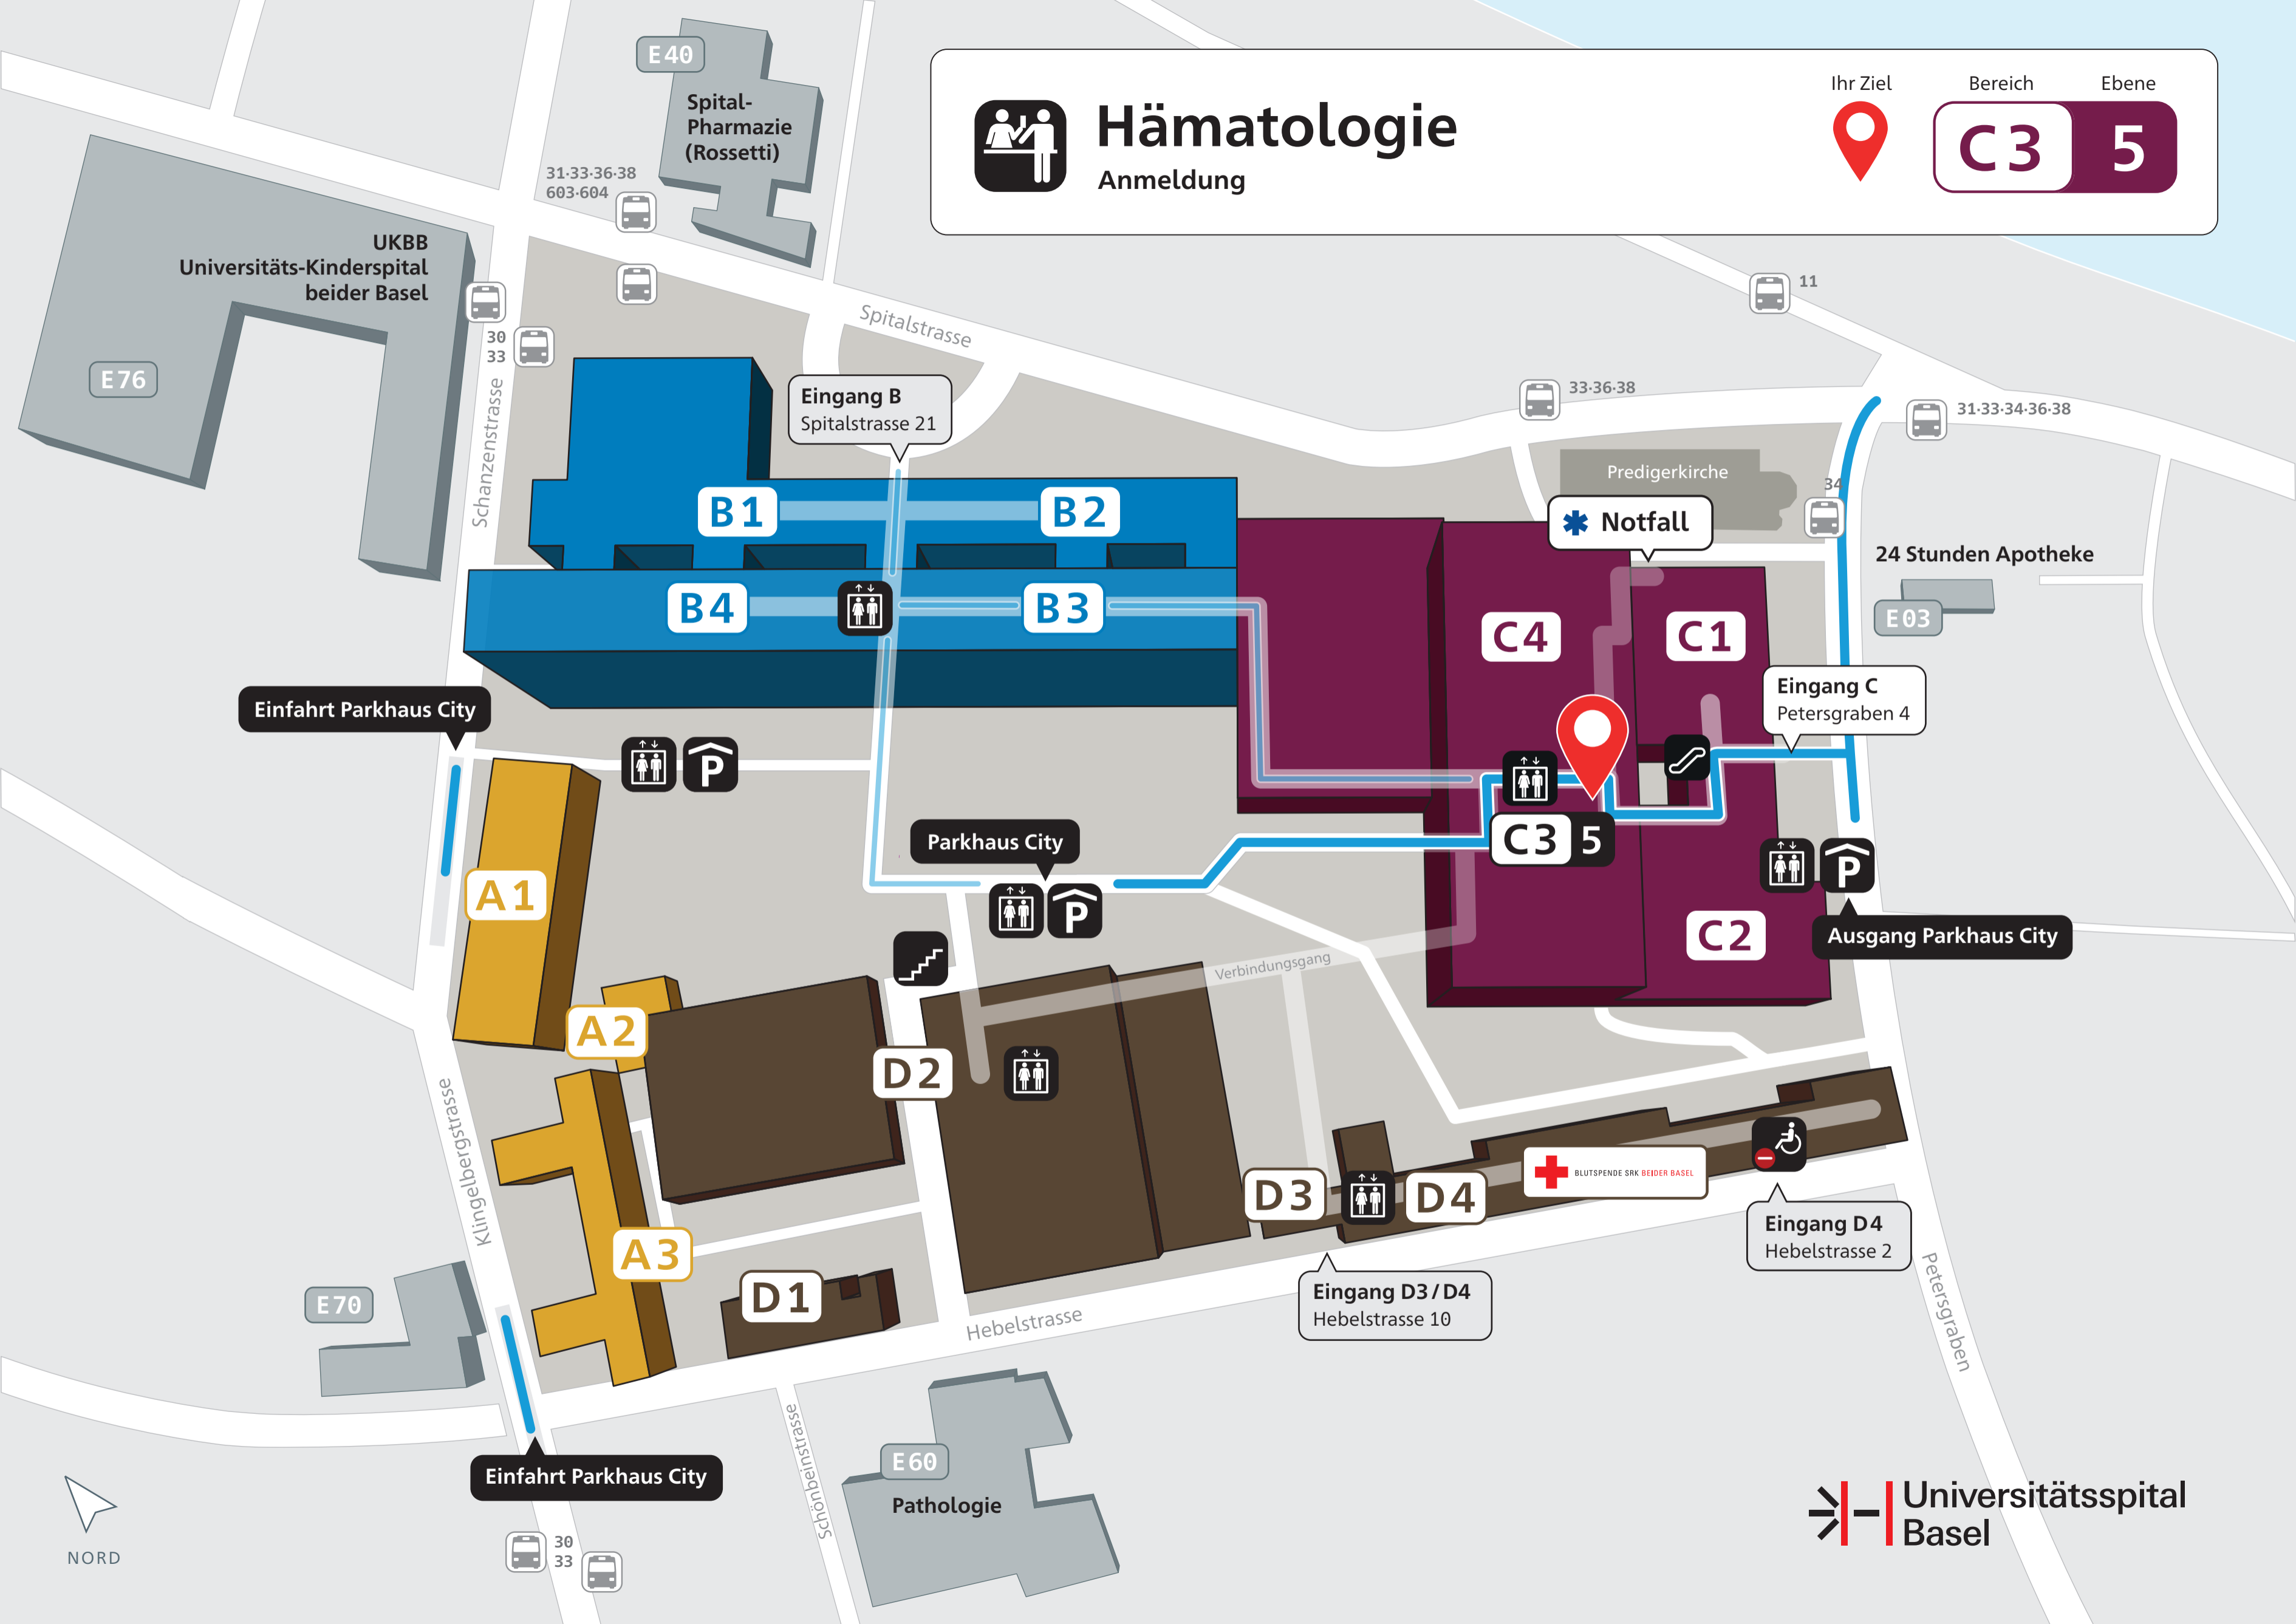 Hämatologie
Anmeldung
Ihr Ziel
Bereich
Ebene
C3
5
E40
Spital-
Pharmazie
(Rossetti)
31·33·36·38
603·604
UKBB
Universitäts-Kinderspital
beider Basel
E76
30
33
Schanzenstrasse
Spitalstrasse
11
33·36·38
31·33·34·36·38
Eingang B
Spitalstrasse 21
Predigerkirche
34
Notfall
B1
B2
B4
B3
24 Stunden Apotheke
E03
C4
C1
Eingang C
Petersgraben 4
Einfahrt Parkhaus City
P
Parkhaus City
P
C3 5
P
A1
C2
Ausgang Parkhaus City
Verbindungsgang
A2
D2
Klingelbergstrasse
BLUTSPENDE SRK BEIDER BASEL
D3
D4
Eingang D4
Hebelstrasse 2
A3
D1
E70
Eingang D3/D4
Hebelstrasse 10
Hebelstrasse
Petersgraben
Schönbeinstrasse
E60
Pathologie
Einfahrt Parkhaus City
30
33
NORD
Universitätsspital
Basel